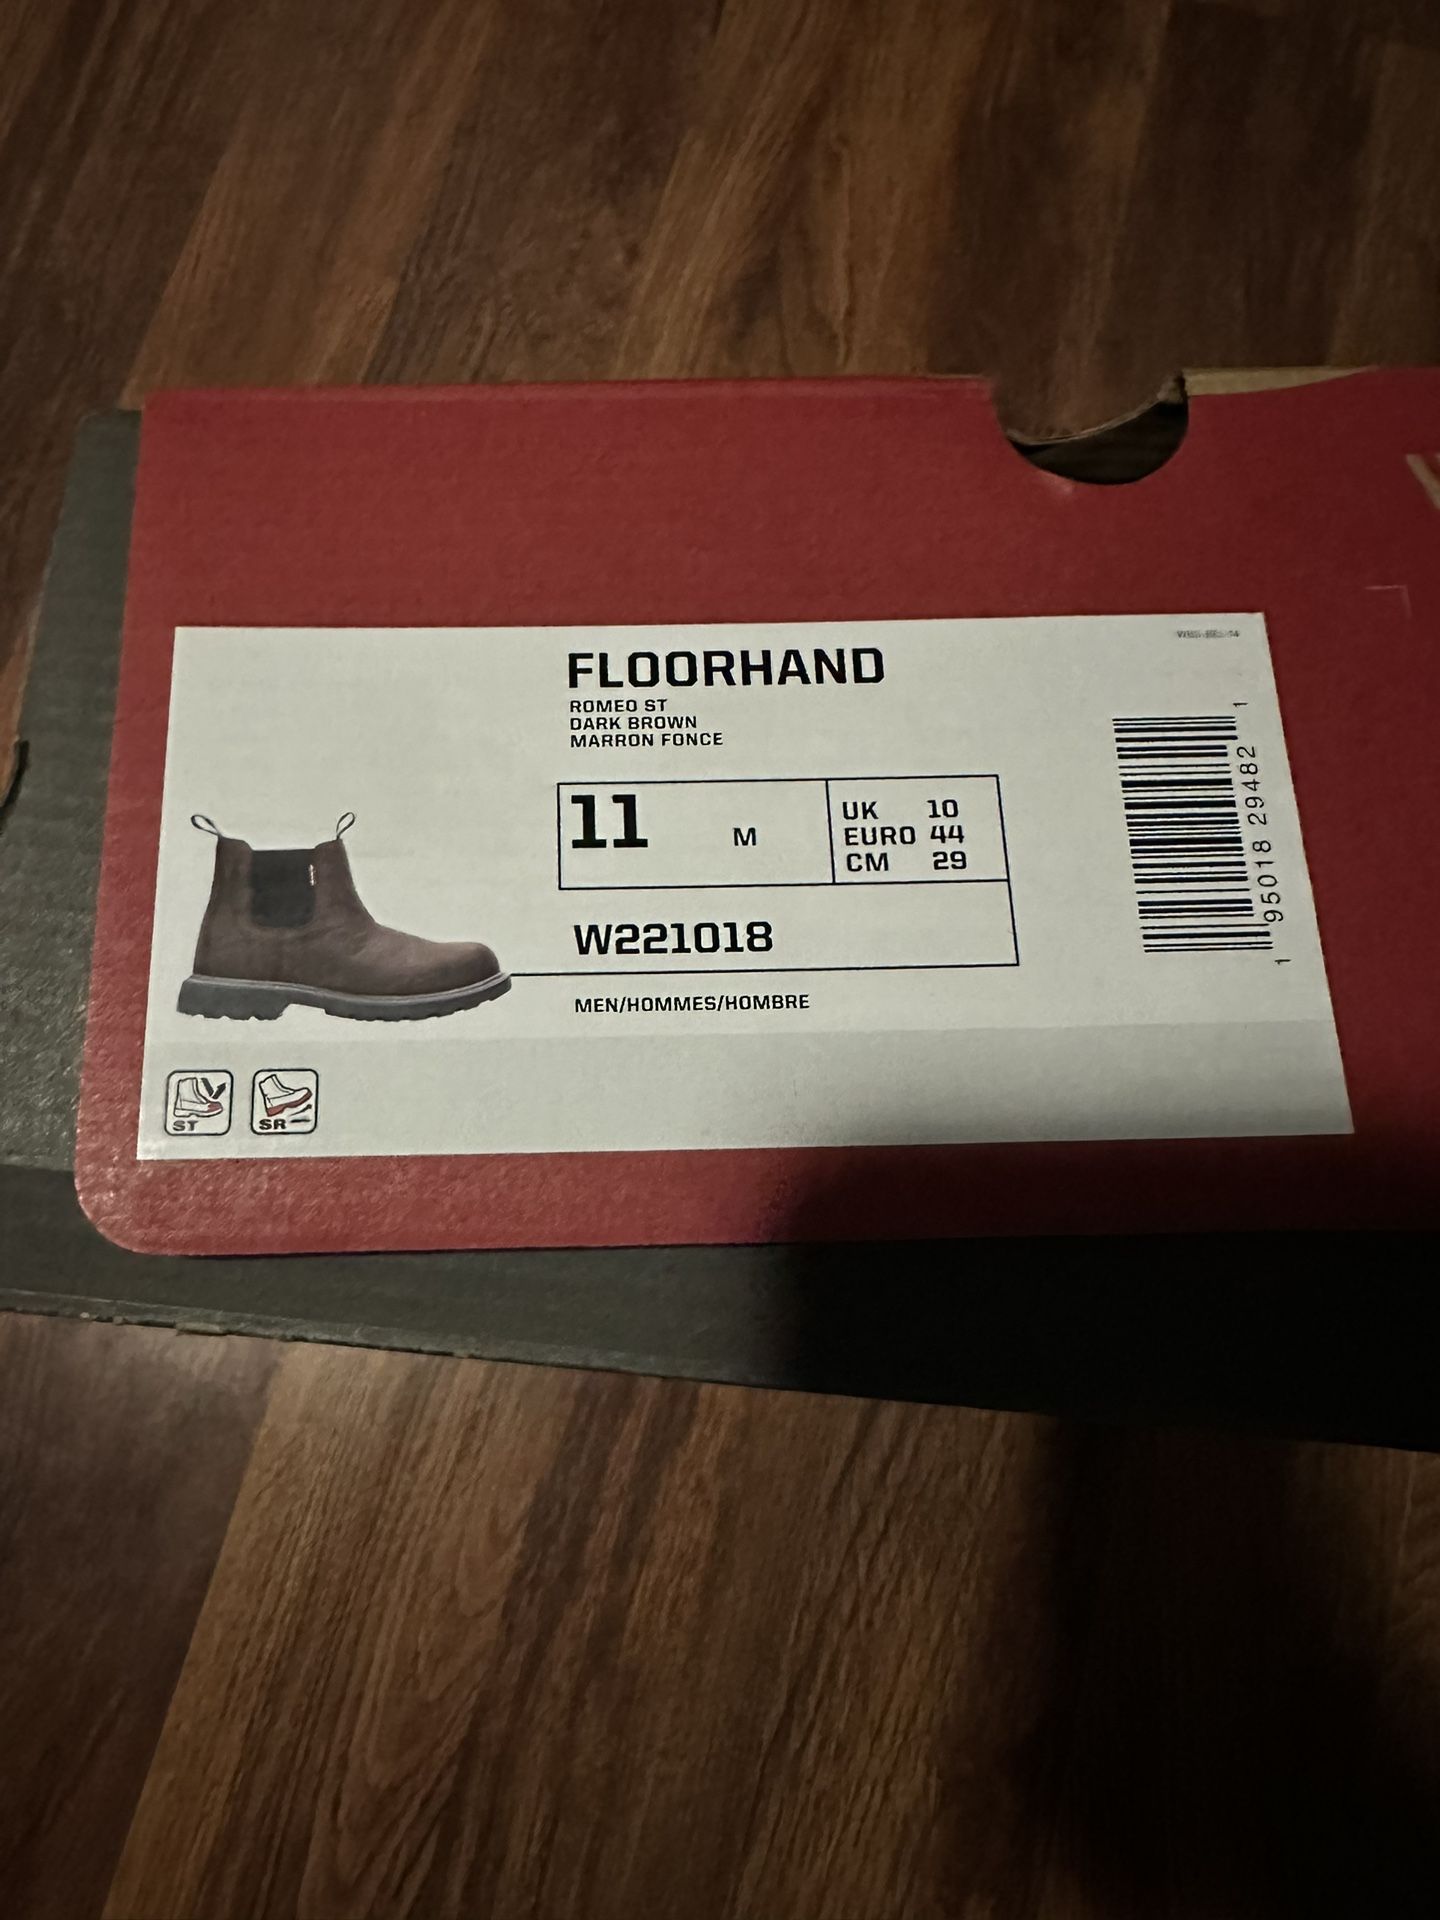 FLOORHAND
ROMEO ST
DARK BROWN
MARRON FONCE
11 M
UK 10
EURO 44
CM 29
W221018
MEN/HOMMES/HOMBRE
ST
SR
1 95018 29482 1